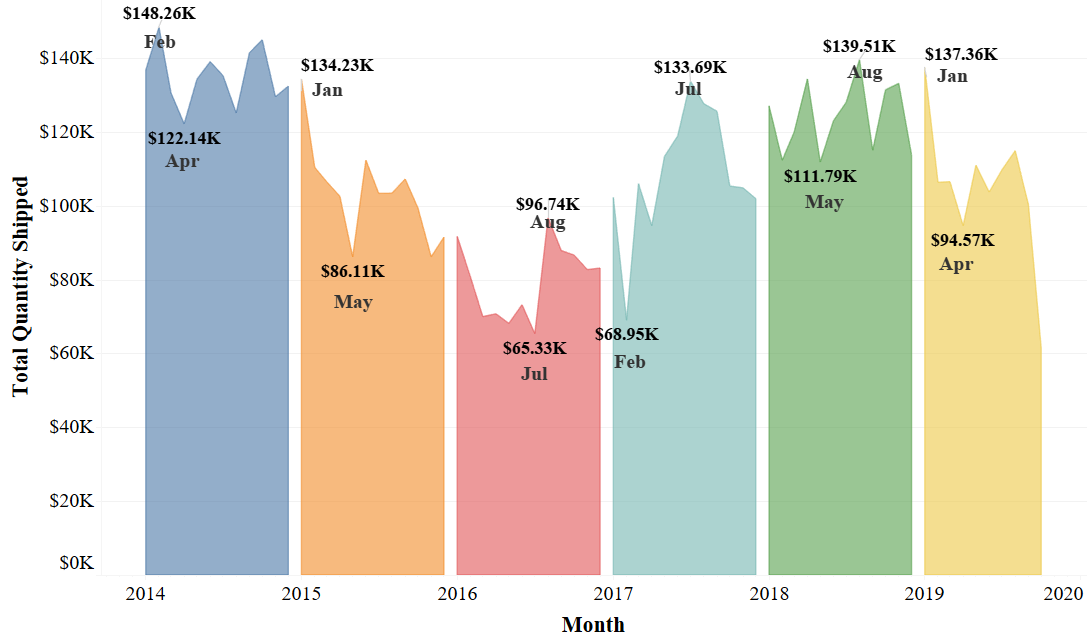 $148.26K
Feb
$122.14K
Apr
$134.23K
Jan
$86.11K
May
$96.74K
Aug
$65.33K
Jul
$133.69K
Jul
$68.95K
Feb
$139.51K
Aug
$111.79K
May
$137.36K
Jan
$94.57K
Apr
Total Quantity Shipped
$140K
$120K
$100K
$80K
$60K
$40K
$20K
$0K
2014 2015 2016 2017 2018 2019 2020
Month